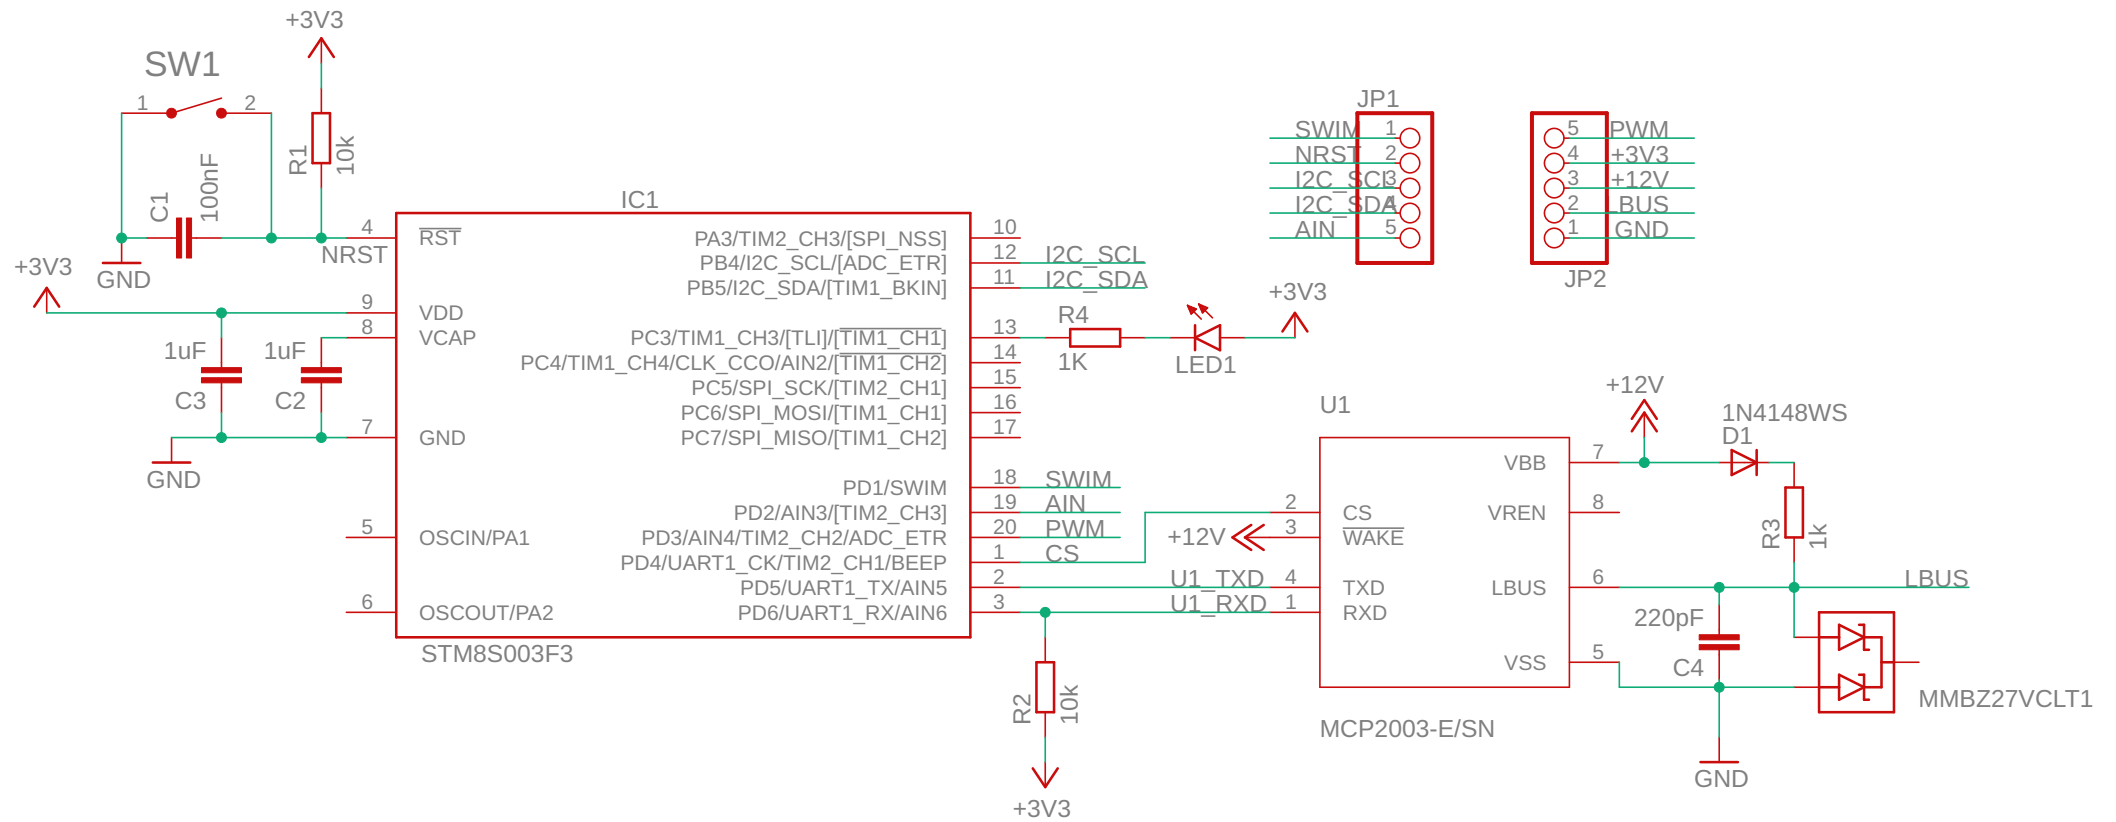 +3V3
SW1
1
2
R1
10k
C1
100nF
GND
NRST
+3V3
1uF
C3
1uF
C2
GND
IC1
4
RST
9
VDD
8
VCAP
7
GND
5
OSCIN/PA1
6
OSCOUT/PA2
PA3/TIM2_CH3/[SPI_NSS]
10
PB4/I2C_SCL/[ADC_ETR]
12
I2C_SCL
PB5/I2C_SDA/[TIM1_BKIN]
11
I2C_SDA
PC3/TIM1_CH3/[TLI]/[TIM1_CH1]
13
PC4/TIM1_CH4/CLK_CCO/AIN2/[TIM1_CH2]
14
PC5/SPI_SCK/[TIM2_CH1]
15
PC6/SPI_MOSI/[TIM1_CH1]
16
PC7/SPI_MISO/[TIM1_CH2]
17
PD1/SWIM
18
SWIM
PD2/AIN3/[TIM2_CH3]
19
AIN
PD3/AIN4/TIM2_CH2/ADC_ETR
20
PWM
PD4/UART1_CK/TIM2_CH1/BEEP
1
CS
PD5/UART1_TX/AIN5
2
U1_TXD
PD6/UART1_RX/AIN6
3
U1_RXD
STM8S003F3
R4
1K
LED1
+3V3
R2
10k
+3V3
JP1
SWIM 1
NRST 2
I2C_SCL 3
I2C_SDA 4
AIN 5
5 PWM
4 +3V3
3 +12V
2 LBUS
1 GND
JP2
U1
2
CS
3
WAKE
+12V
4
TXD
1
RXD
VBB
7
VREN
8
LBUS
6
VSS
5
MCP2003-E/SN
+12V
1N4148WS
D1
R3
1k
LBUS
220pF
C4
MMBZ27VCLT1
GND